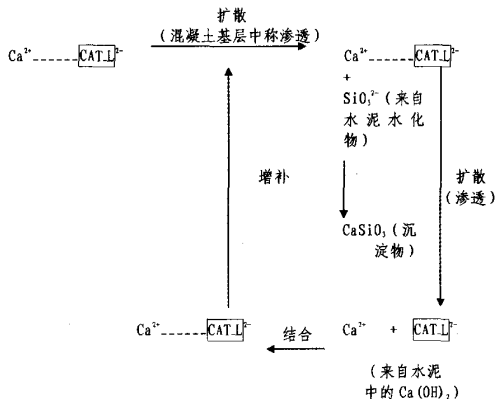 扩散
(混凝土基层中称渗透)
Ca²⁺ ------ CAT.L²⁻
Ca²⁺ ------ CAT.L²⁻
+
SiO₃²⁻(来自
水泥水化
物)
增补
扩散
(渗透)
CaSiO₃(沉
淀物)
Ca²⁺ ------ CAT.L²⁻
结合
Ca²⁺ + CAT.L²⁻
(来自水泥
中的Ca(OH)₂)